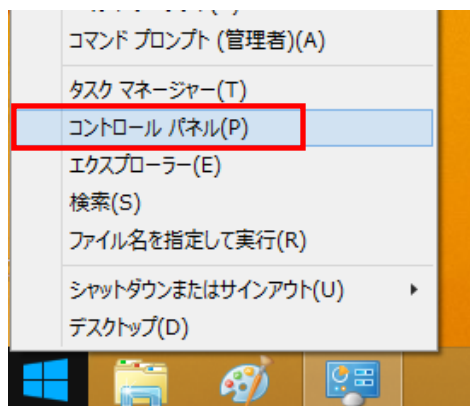 コマンド プロンプト (管理者)(A)
タスク マネージャー(T)
コントロール パネル(P)
エクスプローラー(E)
検索(S)
ファイル名を指定して実行(R)
シャットダウンまたはサインアウト(U)
デスクトップ(D)